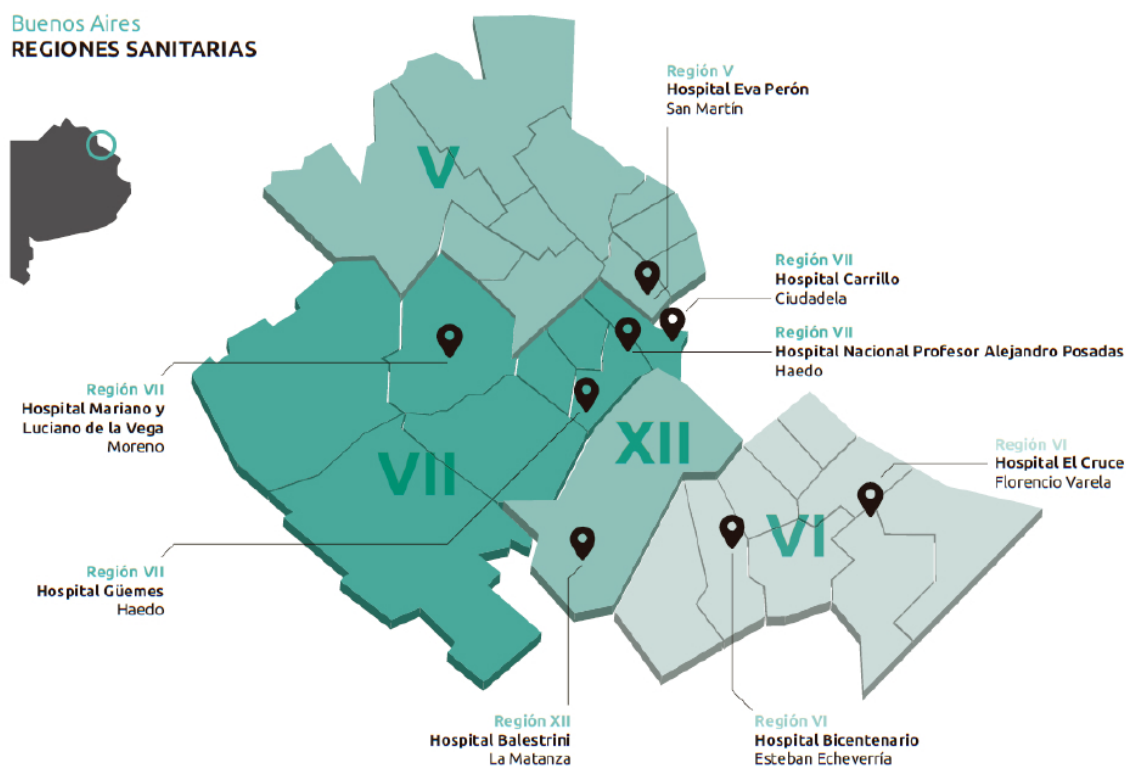 Buenos Aires
REGIONES SANITARIAS
Región V
Hospital Eva Perón
San Martín
V
Región VII
Hospital Carrillo
Ciudadela
Región VII
Hospital Nacional Profesor Alejandro Posadas
Haedo
Región VII
Hospital Mariano y
Luciano de la Vega
Moreno
XII
VII
Región VI
Hospital El Cruce
Florencio Varela
VI
Región VII
Hospital Güemes
Haedo
Región XII
Hospital Balestrini
La Matanza
Región VI
Hospital Bicentenario
Esteban Echeverría